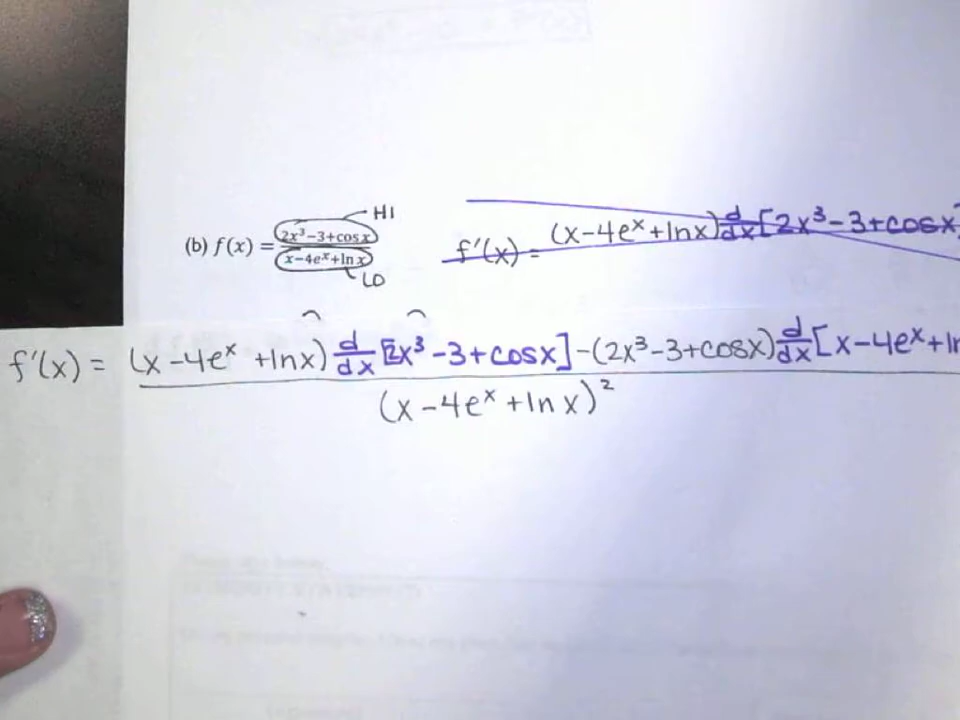 HI
(b) f(x) = 2x³−3+cosx / x−4eˣ+ln x
LO
f'(x) = (x−4eˣ+lnx) d/dx [2x³−3+cosx]
f'(x) = (x−4eˣ+lnx) d/dx [2x³−3+cosx] −(2x³−3+cosx) d/dx [x−4eˣ+ln
(x−4eˣ+ln x)²